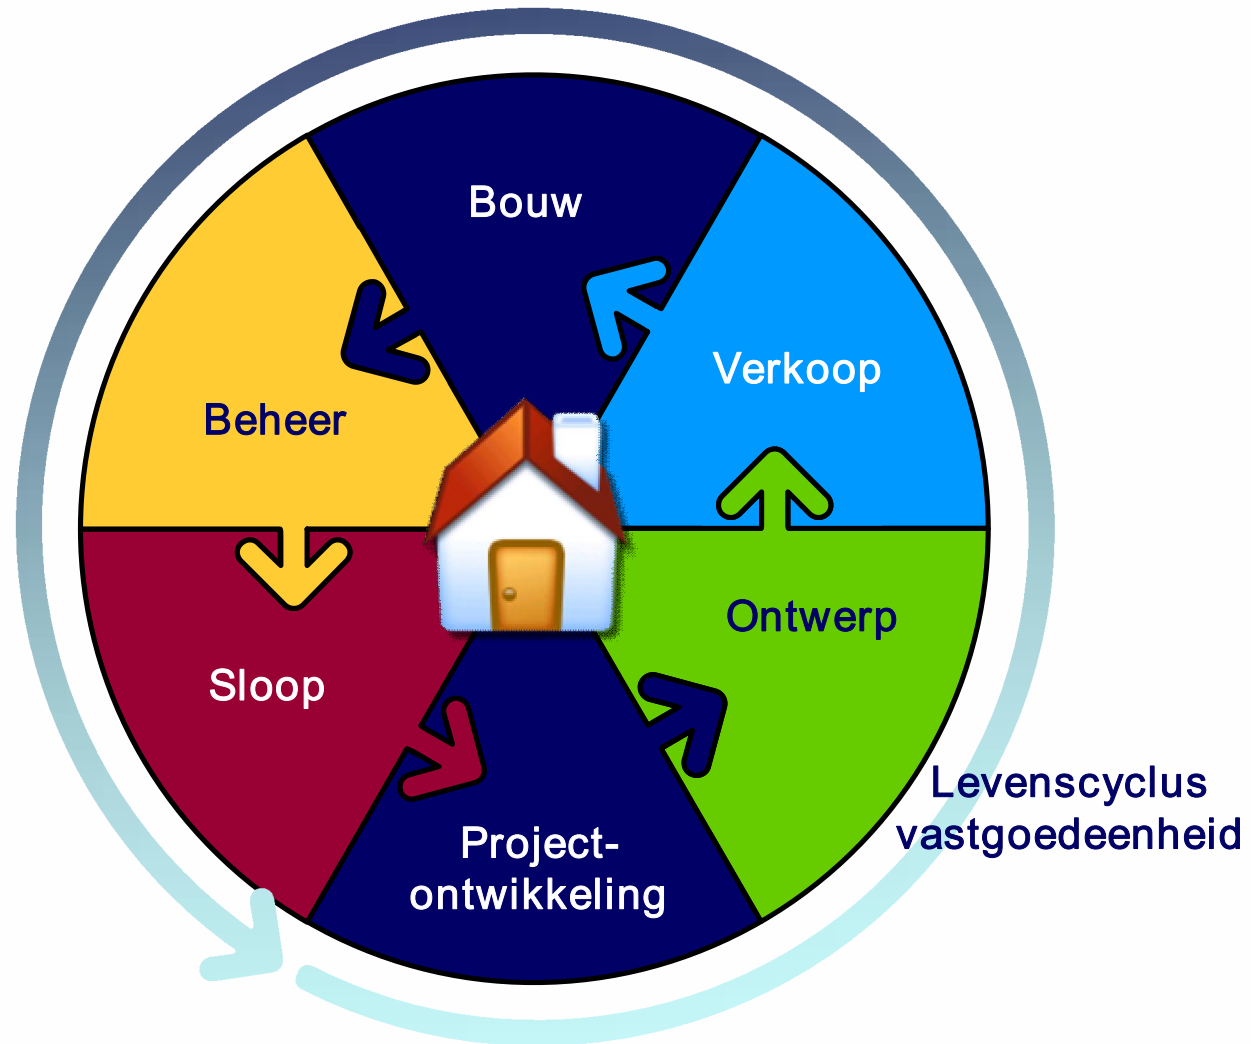 Bouw
Verkoop
Beheer
Ontwerp
Sloop
Levenscyclus
vastgoedeenheid
Project-
ontwikkeling